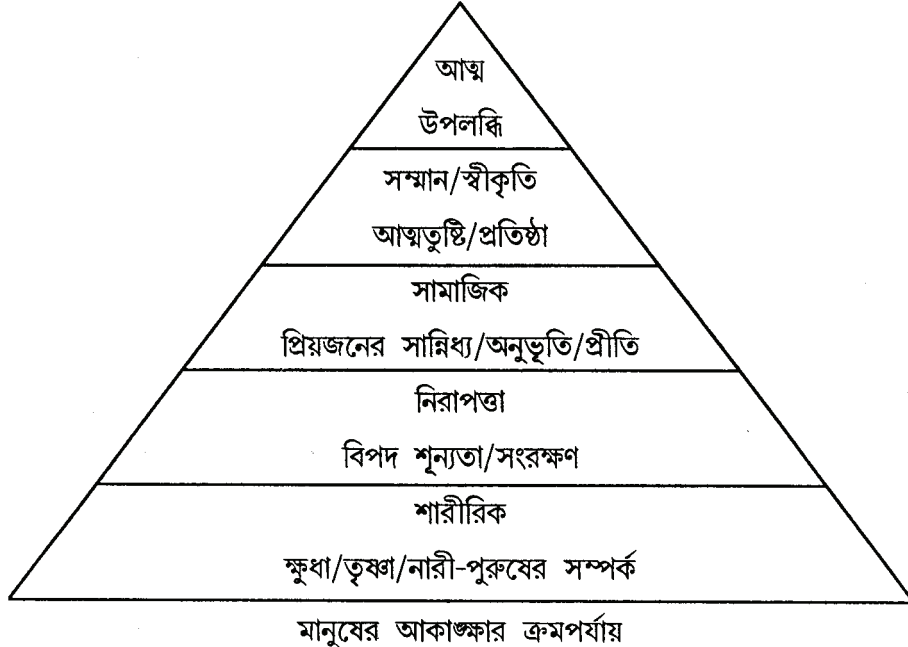 আত্ম
উপলব্ধি
সম্মান/স্বীকৃতি
আত্মতুষ্টি/প্রতিষ্ঠা
সামাজিক
প্রিয়জনের সান্নিধ্য/অনুভূতি/প্রীতি
নিরাপত্তা
বিপদ শূন্যতা/সংরক্ষণ
শারীরিক
ক্ষুধা/তৃষ্ণা/নারী-পুরুষের সম্পর্ক
মানুষের আকাঙ্ক্ষার ক্রমপর্যায়